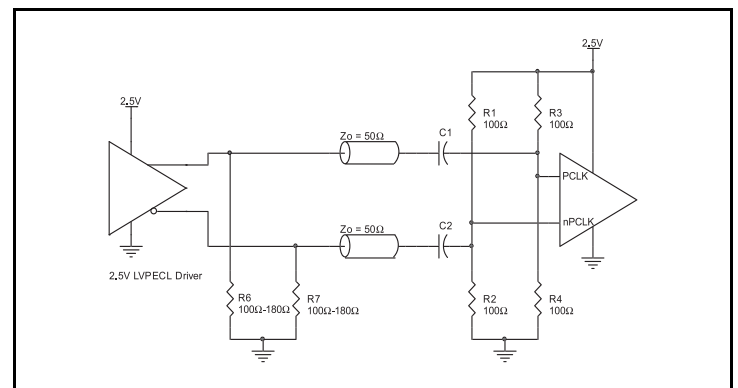 2.5V
2.5V
R1
100Ω
R3
100Ω
Zo = 50Ω
C1
PCLK
Zo = 50Ω
C2
nPCLK
2.5V LVPECL Driver
R6
100Ω-180Ω
R7
100Ω-180Ω
R2
100Ω
R4
100Ω